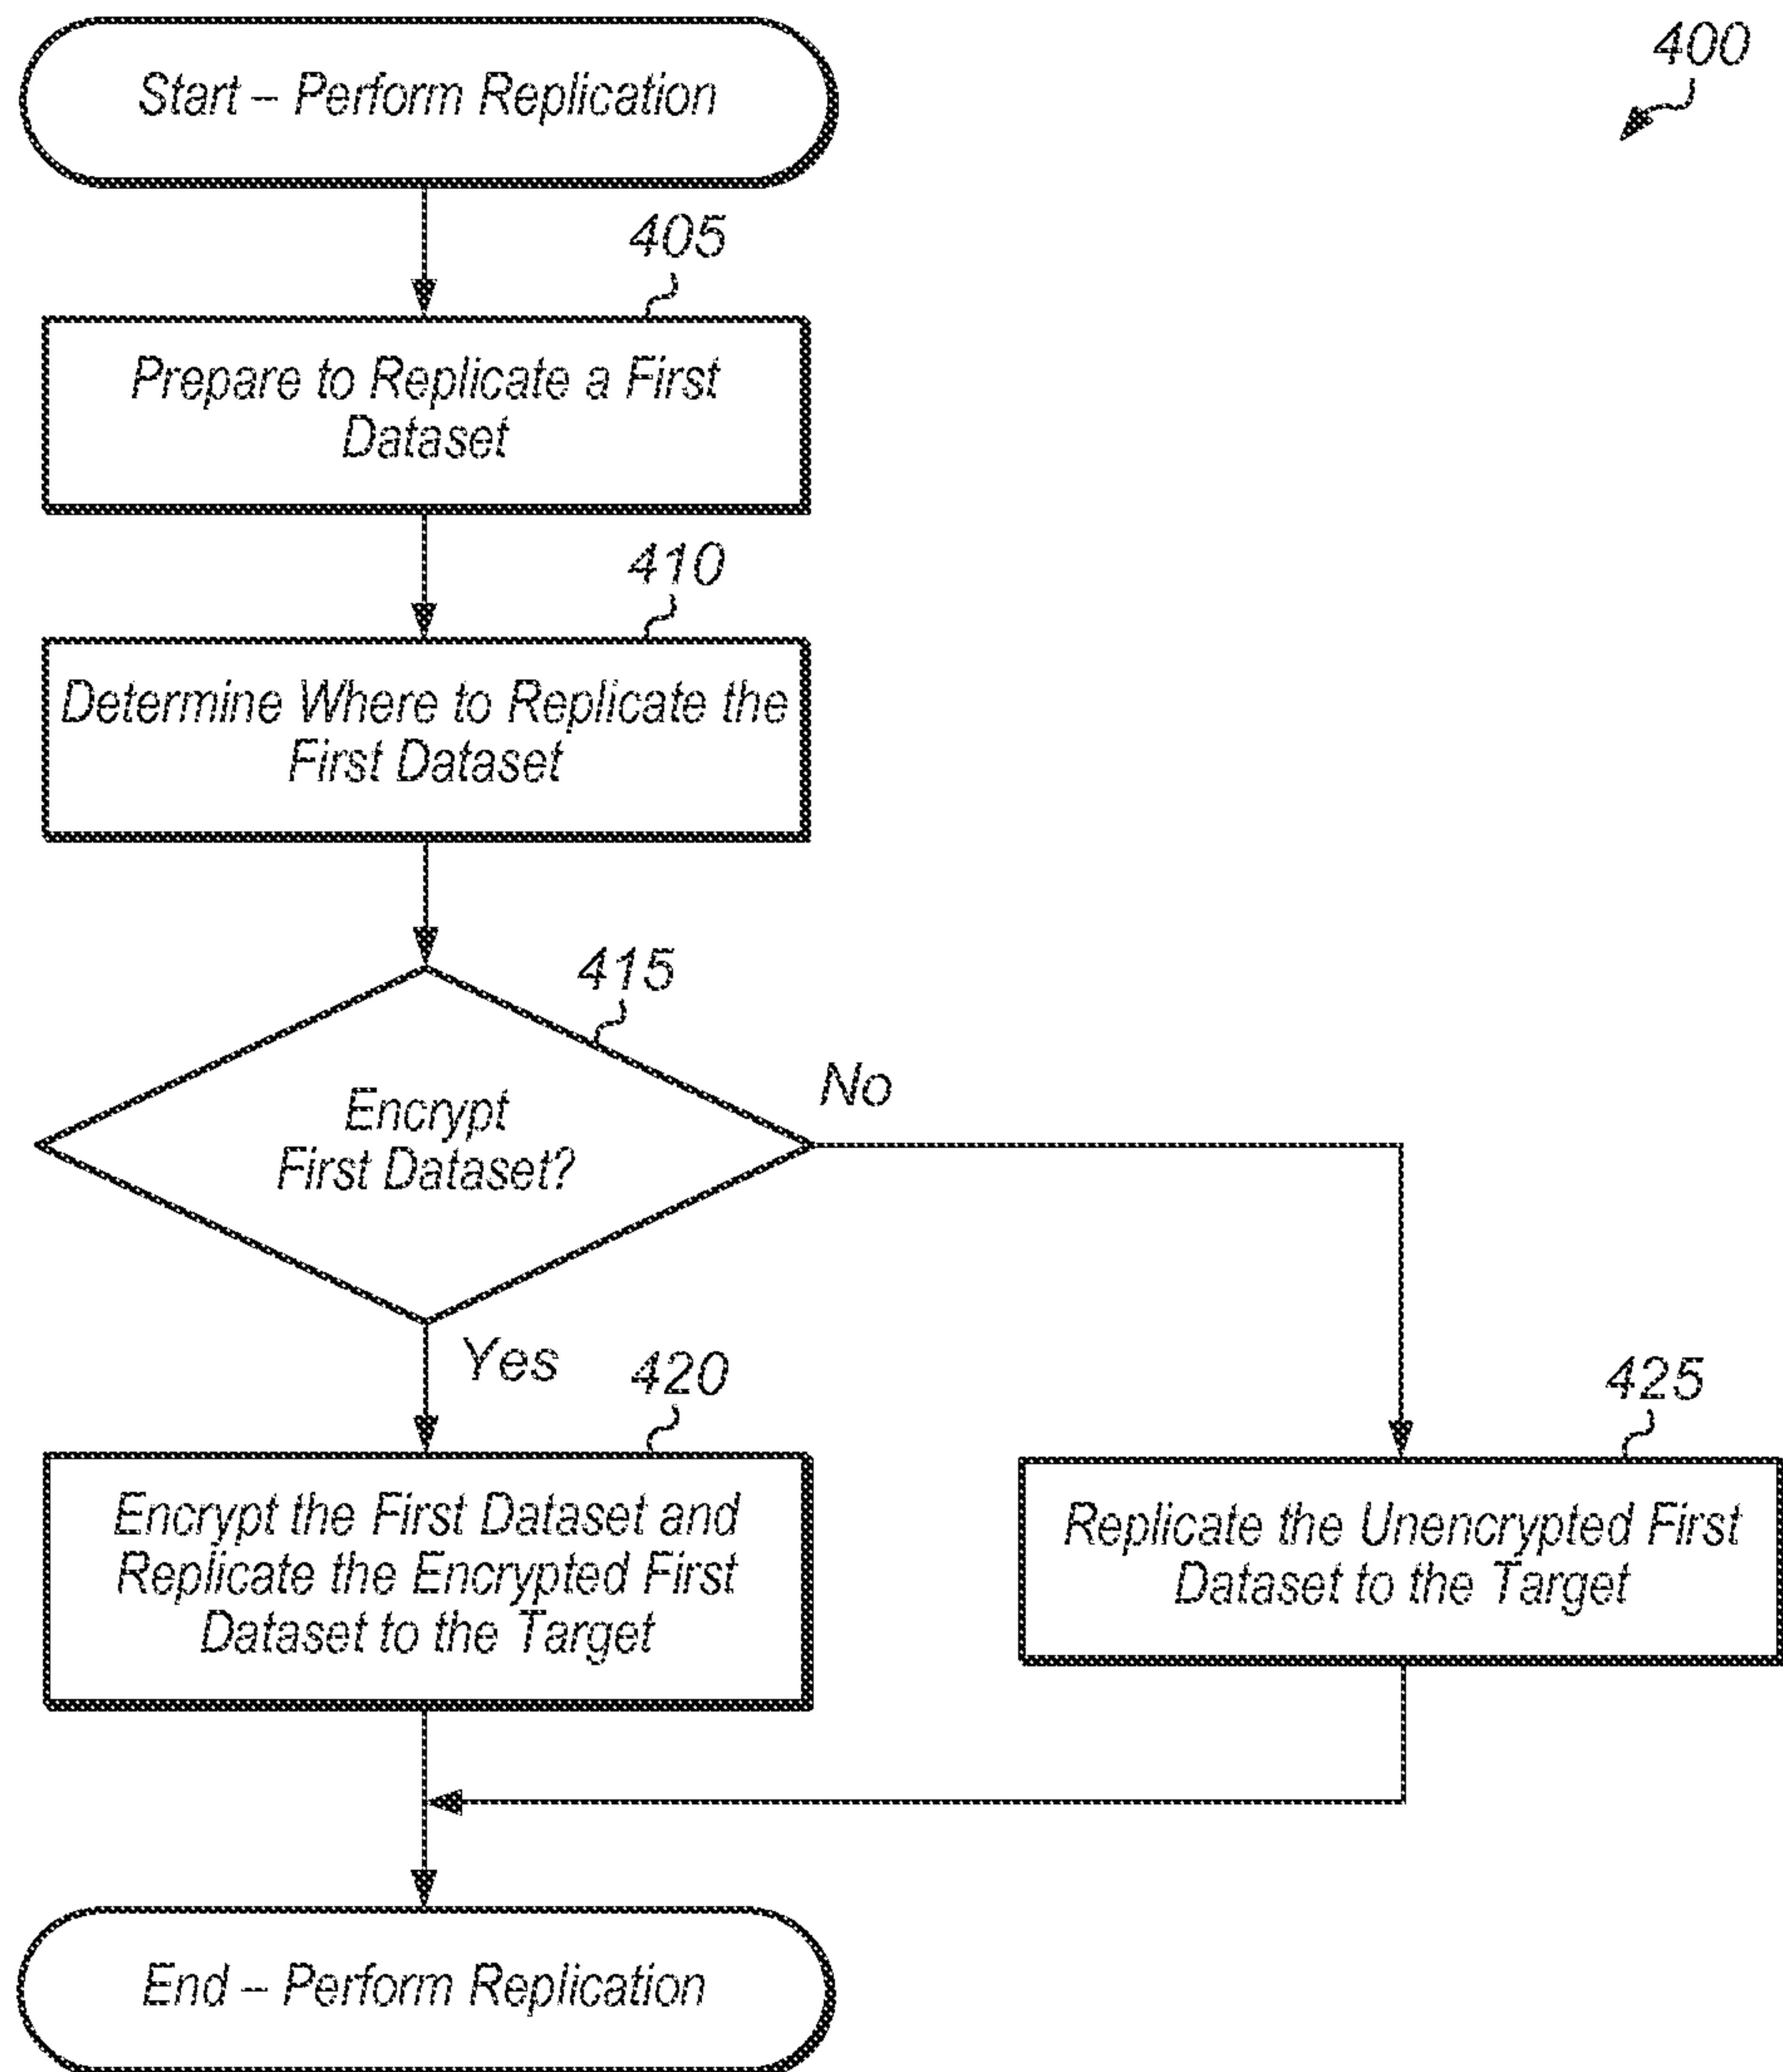 400
Start – Perform Replication
405
Prepare to Replicate a First
Dataset
410
Determine Where to Replicate the
First Dataset
415
Encrypt
First Dataset?
No
Yes
420
Encrypt the First Dataset and
Replicate the Encrypted First
Dataset to the Target
425
Replicate the Unencrypted First
Dataset to the Target
End – Perform Replication